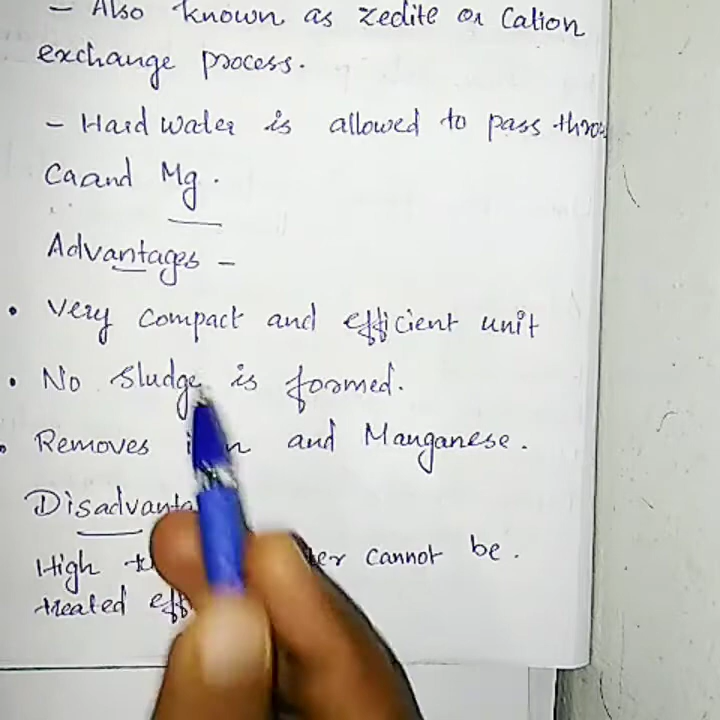 - Also known as zeolite or Cation
exchange process.
- Hard water is allowed to pass
Ca and Mg.
Advantages -
• Very compact and efficient unit
• No sludge is formed.
• Removes and Manganese.
High cannot be.
treated